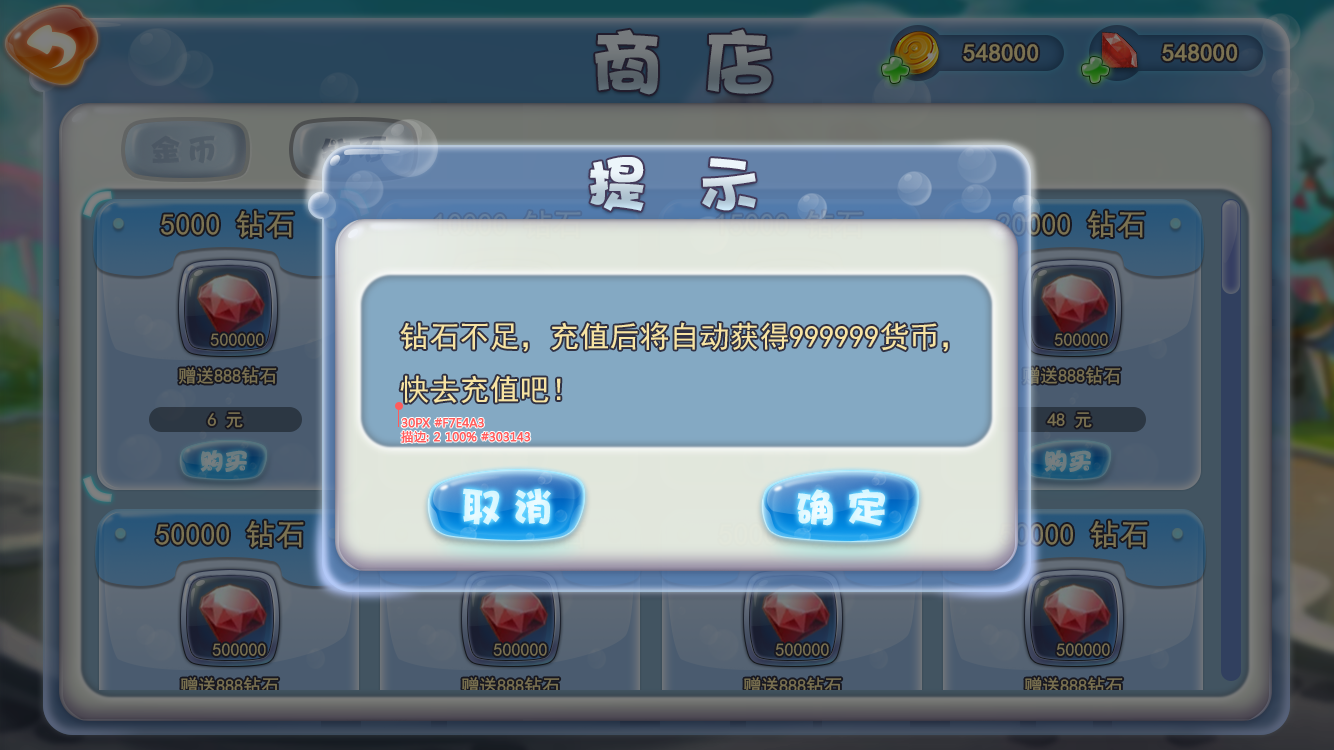 商 店
548000
548000
金币
5000 钻石
000 钻石
500000
500000
赠送888钻石
赠送888钻石
6 元
48 元
购买
购买
提 示
钻石不足，充值后将自动获得999999货币，
快去充值吧！
30PX #F7E4A3
描边: 2 100% #303143
取 消
确 定
50000 钻石
000 钻石
500000
500000
500000
500000
赠送888钻石
赠送888钻石
赠送888钻石
赠送888钻石